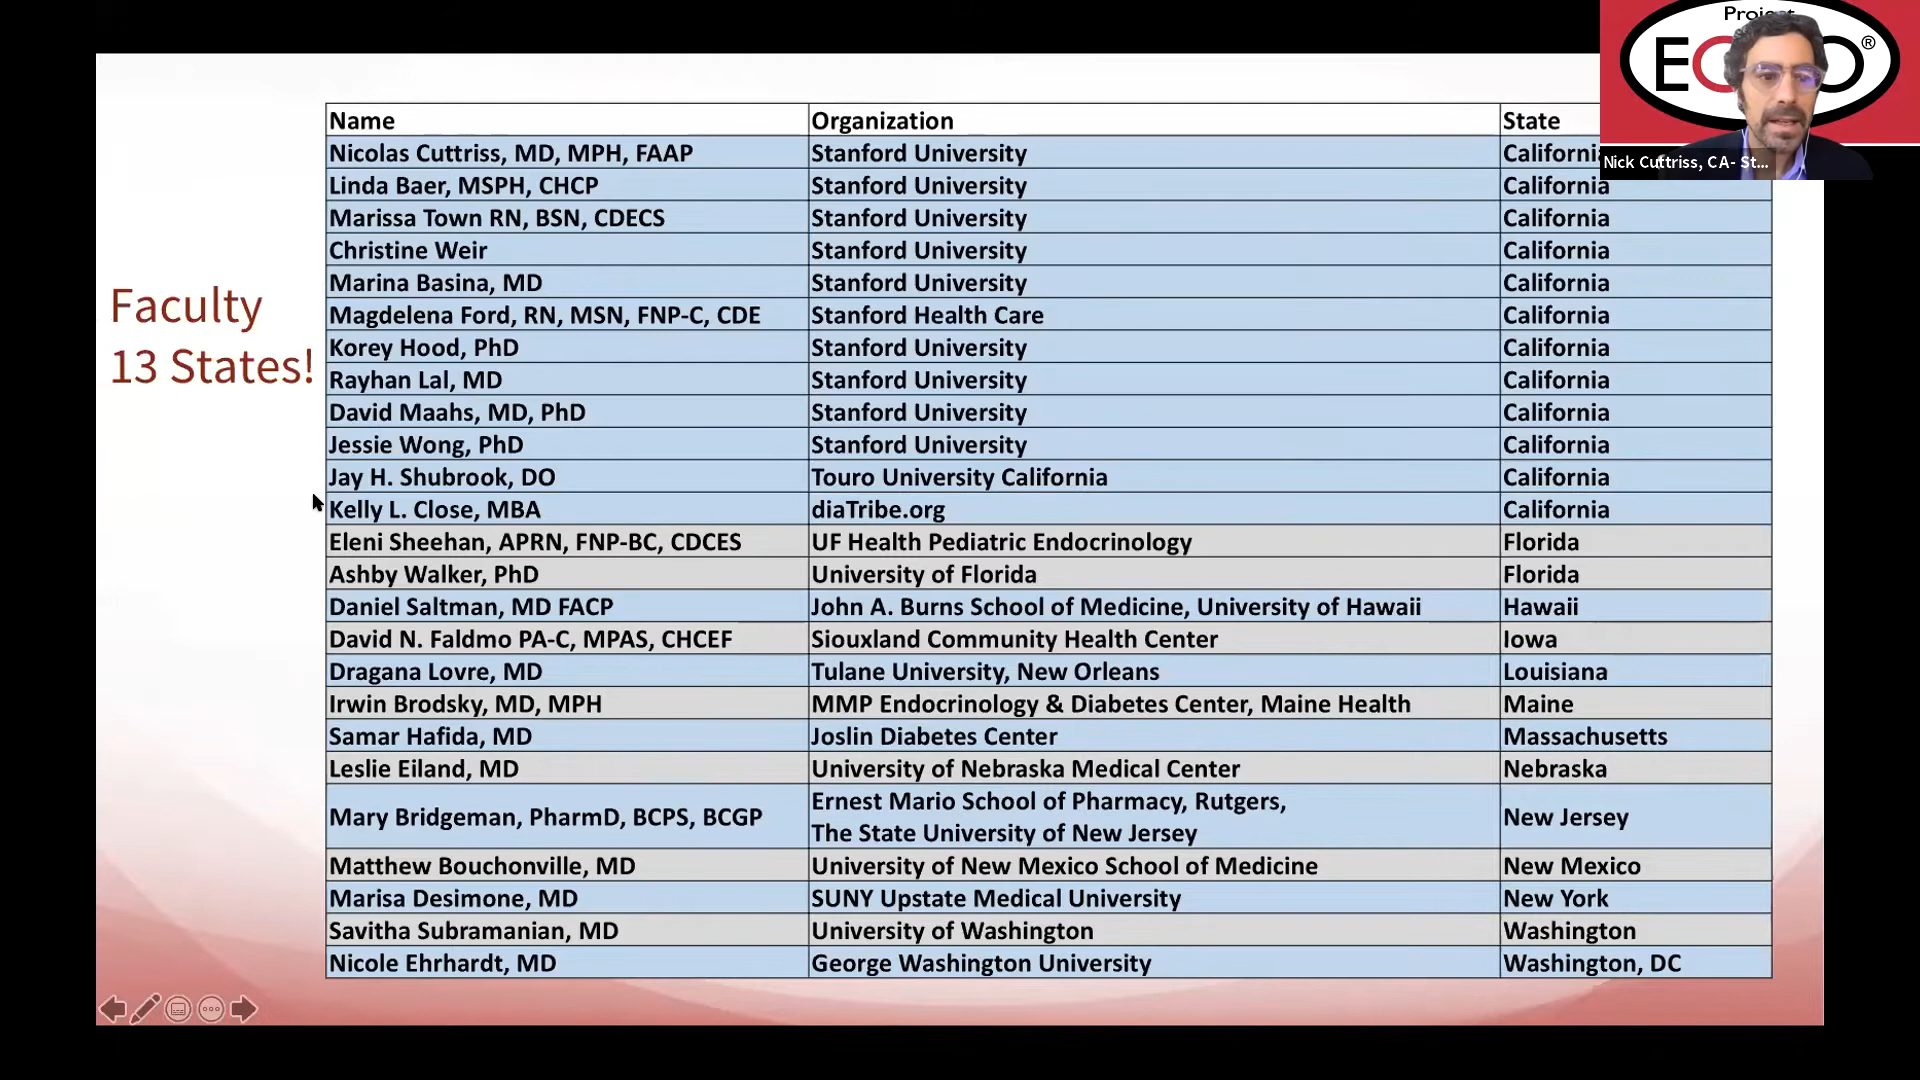 Project
ECHO®
Nick Cuttriss, CA- St...
Faculty
13 States!
Name Organization State
Nicolas Cuttriss, MD, MPH, FAAP Stanford University California
Linda Baer, MSPH, CHCP Stanford University California
Marissa Town RN, BSN, CDECS Stanford University California
Christine Weir Stanford University California
Marina Basina, MD Stanford University California
Magdelena Ford, RN, MSN, FNP-C, CDE Stanford Health Care California
Korey Hood, PhD Stanford University California
Rayhan Lal, MD Stanford University California
David Maahs, MD, PhD Stanford University California
Jessie Wong, PhD Stanford University California
Jay H. Shubrook, DO Touro University California California
Kelly L. Close, MBA diaTribe.org California
Eleni Sheehan, APRN, FNP-BC, CDCES UF Health Pediatric Endocrinology Florida
Ashby Walker, PhD University of Florida Florida
Daniel Saltman, MD FACP John A. Burns School of Medicine, University of Hawaii Hawaii
David N. Faldmo PA-C, MPAS, CHCEF Siouxland Community Health Center Iowa
Dragana Lovre, MD Tulane University, New Orleans Louisiana
Irwin Brodsky, MD, MPH MMP Endocrinology & Diabetes Center, Maine Health Maine
Samar Hafida, MD Joslin Diabetes Center Massachusetts
Leslie Eiland, MD University of Nebraska Medical Center Nebraska
Mary Bridgeman, PharmD, BCPS, BCGP Ernest Mario School of Pharmacy, Rutgers,
The State University of New Jersey New Jersey
Matthew Bouchonville, MD University of New Mexico School of Medicine New Mexico
Marisa Desimone, MD SUNY Upstate Medical University New York
Savitha Subramanian, MD University of Washington Washington
Nicole Ehrhardt, MD George Washington University Washington, DC